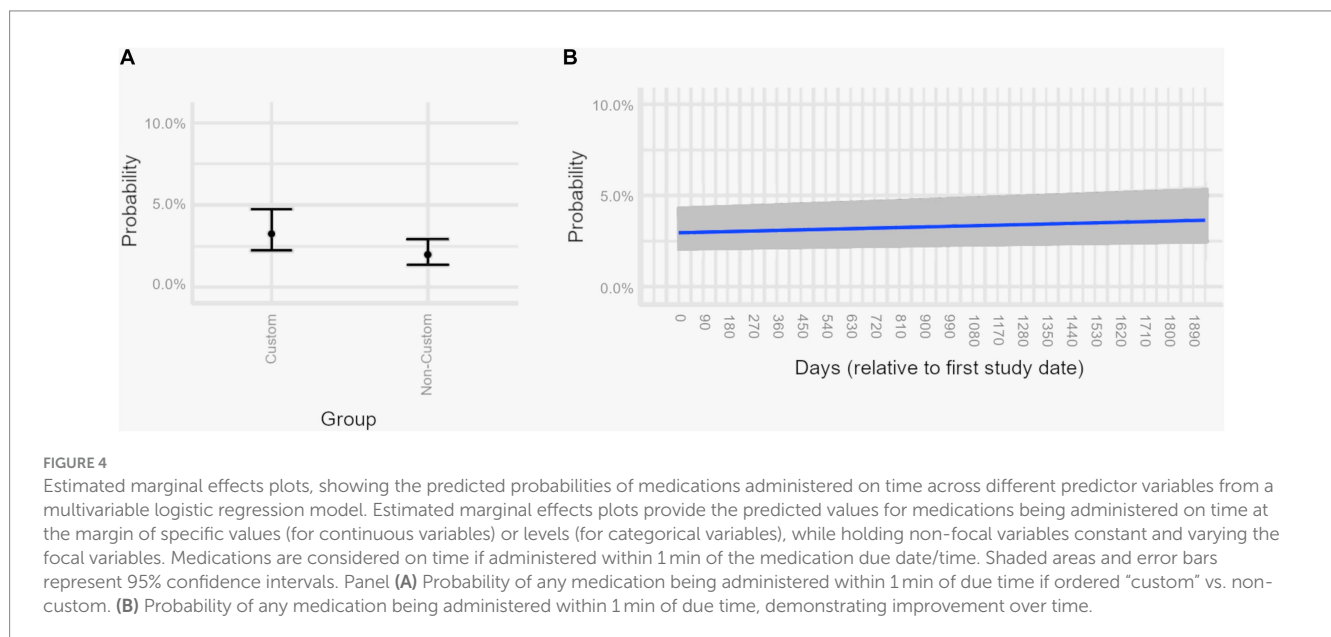 A
B
10.0%
5.0%
0.0%
Probability
Custom
Non-Custom
Group
10.0%
5.0%
0.0%
Probability
0
90
180
270
360
450
540
630
720
810
900
990
1080
1170
1280
1350
1440
1530
1620
1710
1800
1890
Days (relative to first study date)
FIGURE 4
Estimated marginal effects plots, showing the predicted probabilities of medications administered on time across different predictor variables from a
multivariable logistic regression model. Estimated marginal effects plots provide the predicted values for medications being administered on time at
the margin of specific values (for continuous variables) or levels (for categorical variables), while holding non-focal variables constant and varying the
focal variables. Medications are considered on time if administered within 1 min of the medication due date/time. Shaded areas and error bars
represent 95% confidence intervals. Panel (A) Probability of any medication being administered within 1 min of due time if ordered “custom” vs. non-
custom. (B) Probability of any medication being administered within 1 min of due time, demonstrating improvement over time.